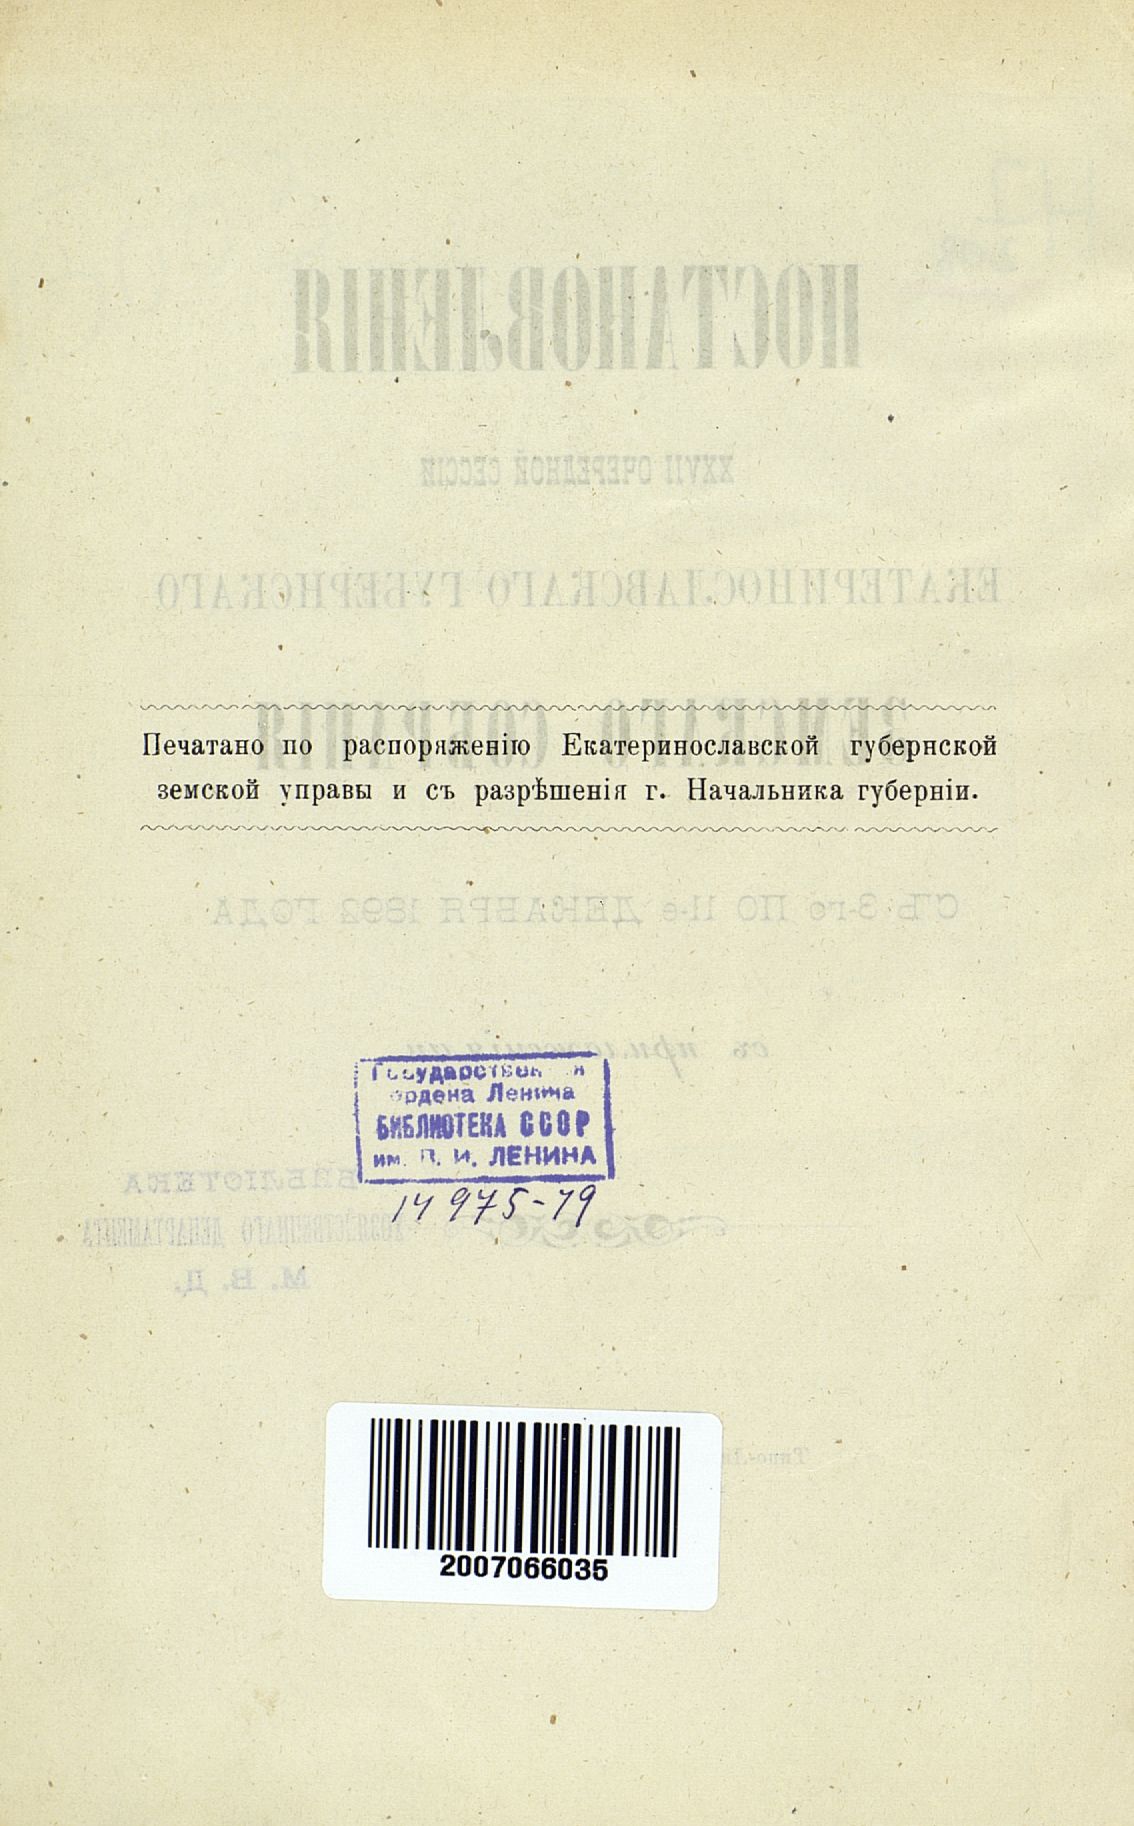 Печатано по распоряженію Екатеринославской губернской
земской управы и съ разрѣшенія г. Начальника губерніи.
ордена Ленина
БИБЛИОТЕКА СССР
им. В. И. ЛЕНИНА
14975-79
2007066035